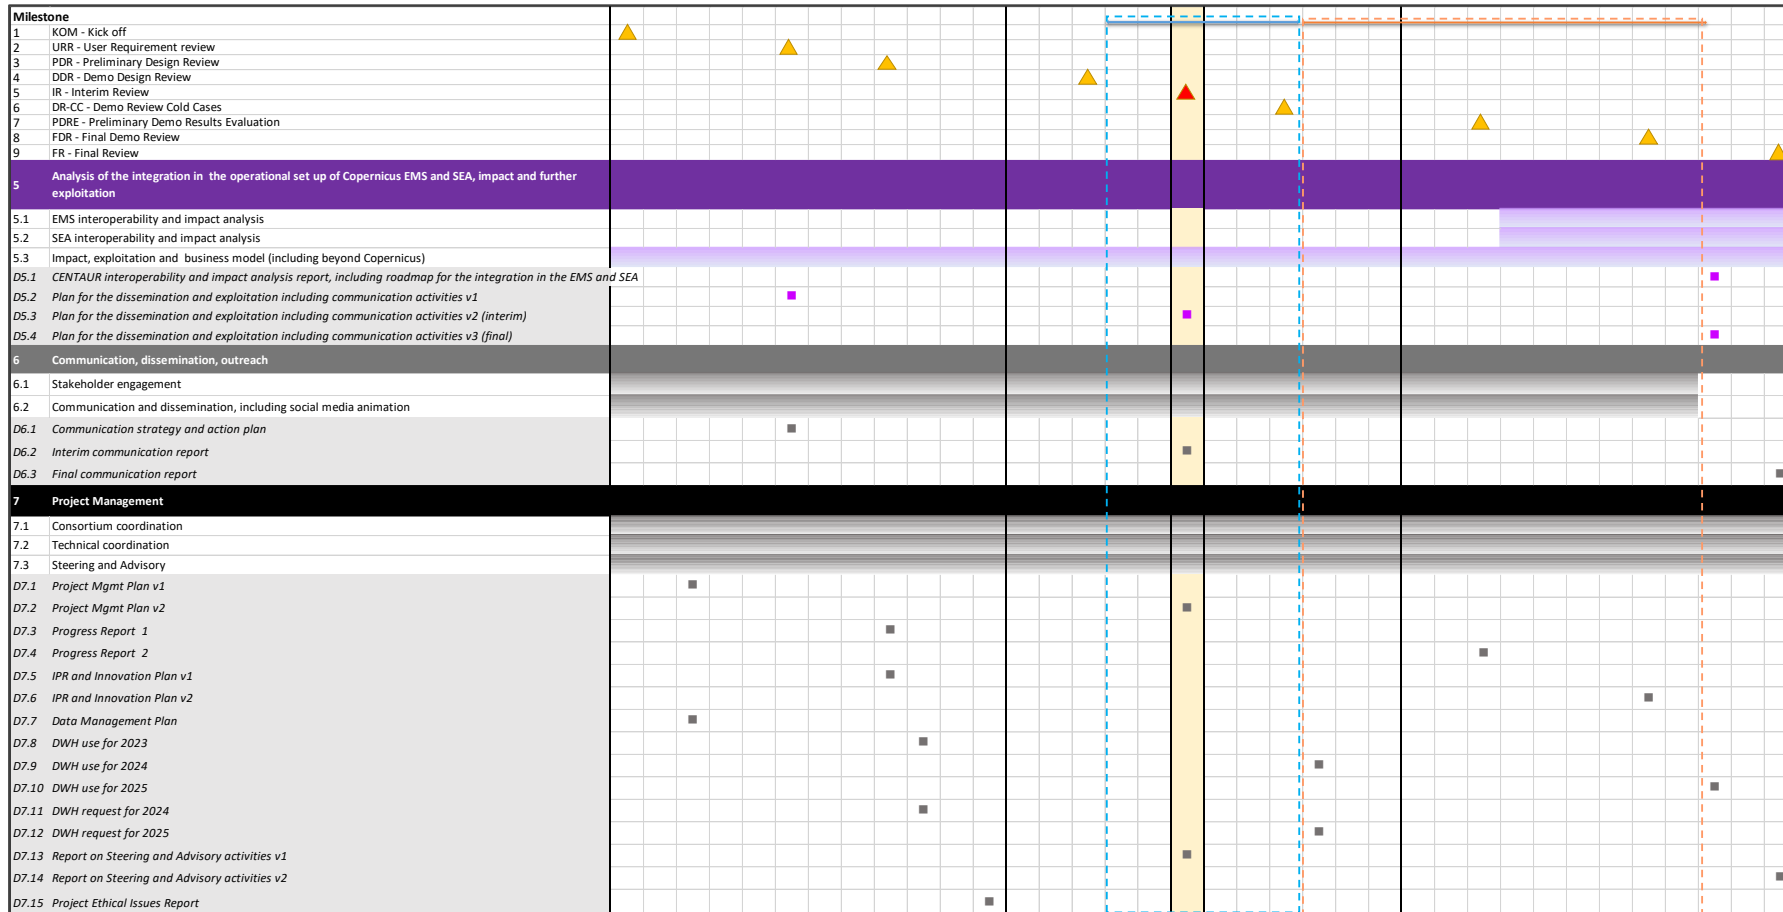 Milestone
1 KOM - Kick off
2 URR - User Requirement review
3 PDR - Preliminary Design Review
4 DDR - Demo Design Review
5 IR - Interim Review
6 DR-CC - Demo Review Cold Cases
7 PDRE - Preliminary Demo Results Evaluation
8 FDR - Final Demo Review
9 FR - Final Review
5 Analysis of the integration in the operational set up of Copernicus EMS and SEA, impact and further
exploitation
5.1 EMS interoperability and impact analysis
5.2 SEA interoperability and impact analysis
5.3 Impact, exploitation and business model (including beyond Copernicus)
D5.1 CENTAUR interoperability and impact analysis report, including roadmap for the integration in the EMS and SEA
D5.2 Plan for the dissemination and exploitation including communication activities v1
D5.3 Plan for the dissemination and exploitation including communication activities v2 (interim)
D5.4 Plan for the dissemination and exploitation including communication activities v3 (final)
6 Communication, dissemination, outreach
6.1 Stakeholder engagement
6.2 Communication and dissemination, including social media animation
D6.1 Communication strategy and action plan
D6.2 Interim communication report
D6.3 Final communication report
7 Project Management
7.1 Consortium coordination
7.2 Technical coordination
7.3 Steering and Advisory
D7.1 Project Mgmt Plan v1
D7.2 Project Mgmt Plan v2
D7.3 Progress Report 1
D7.4 Progress Report 2
D7.5 IPR and Innovation Plan v1
D7.6 IPR and Innovation Plan v2
D7.7 Data Management Plan
D7.8 DWH use for 2023
D7.9 DWH use for 2024
D7.10 DWH use for 2025
D7.11 DWH request for 2024
D7.12 DWH request for 2025
D7.13 Report on Steering and Advisory activities v1
D7.14 Report on Steering and Advisory activities v2
D7.15 Project Ethical Issues Report